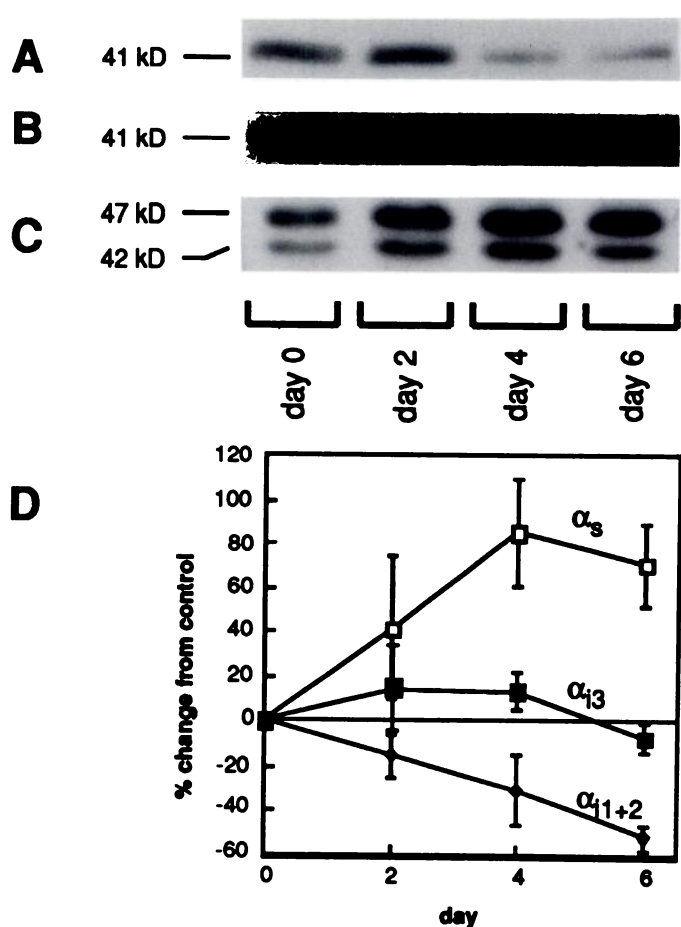 A 41 kD
B 41 kD
C 47 kD
42 kD
day 0 day 2 day 4 day 6
D
120
100
80
60
40
20
0
-20
-40
-60
% change from control
αs
αi3
αi1+2
0 2 4 6
day